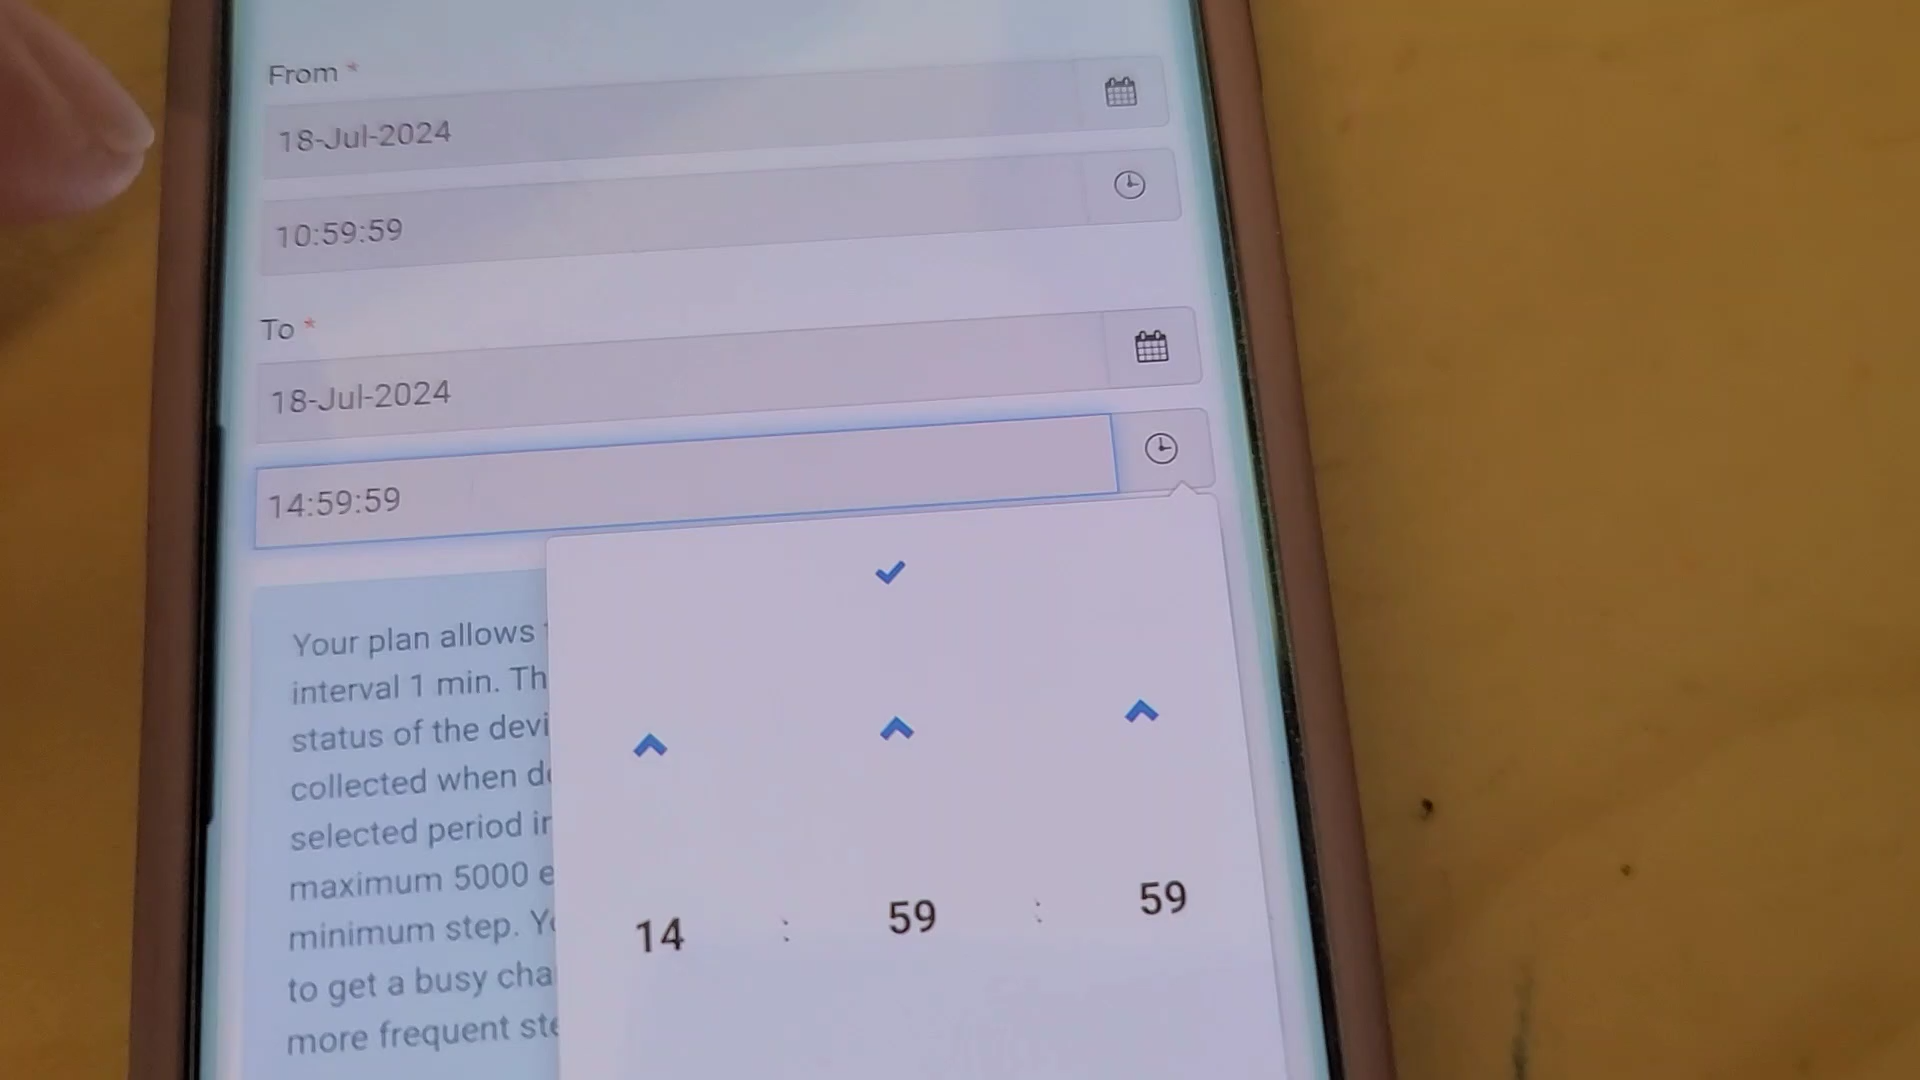 From *
18-Jul-2024
10:59:59
To *
18-Jul-2024
14:59:59
Your plan allows
interval 1 min. Th
status of the devi
collected when
selected period
maximum 5000 e
minimum step.
to get a busy cha
more frequent ste
14 : 59 : 59